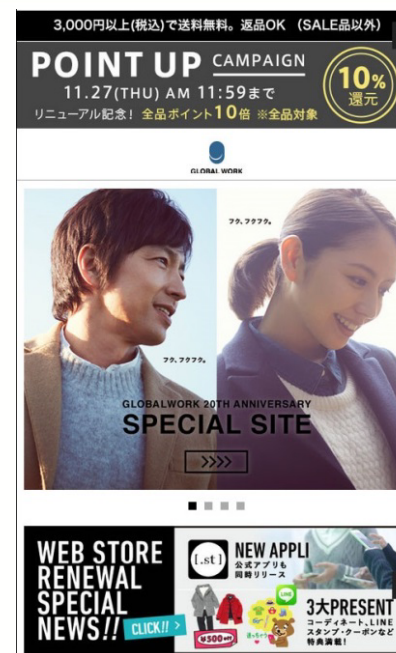 3,000円以上(税込)で送料無料。返品OK (SALE品以外)
POINT UP CAMPAIGN
11.27(THU) AM 11:59まで
リニューアル記念! 全品ポイント10倍 ※全品対象
10%
還元
GLOBAL WORK
フク、フクフク。
フク、フクフク。
GLOBALWORK 20TH ANNIVERSARY
SPECIAL SITE
>>>>
WEB STORE
RENEWAL
SPECIAL
NEWS!! CLICK!! >
[.st]
NEW APPLI
公式アプリも
同時リリース
LINE
¥500 OFF
3大PRESENT
コーディネート、LINE
スタンプ・クーポンなど
特典満載!